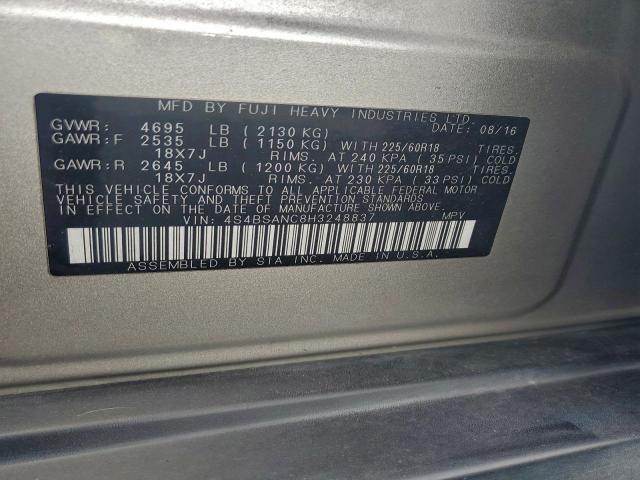 MFD BY FUJI HEAVY INDUSTRIES LTD.
GVWR: 4695 LB ( 2130 KG) DATE: 08/16
GAWR: F 2535 LB ( 1150 KG) WITH 225/60R18 TIRES.
18X7J RIMS. AT 240 KPA ( 35 PSI) COLD
GAWR: R 2645 LB ( 1200 KG) WITH 225/60R18 TIRES.
18X7J RIMS. AT 230 KPA ( 33 PSI) COLD
THIS VEHICLE CONFORMS TO ALL APPLICABLE FEDERAL MOTOR
VEHICLE SAFETY BUMPER AND THEFT PREVENTION STANDARDS
IN EFFECT ON THE DATE OF MANUFACTURE SHOWN ABOVE.
VIN: 4S4BSANC8H3248837 MPV
ASSEMBLED BY SIA INC. MADE IN U.S.A.